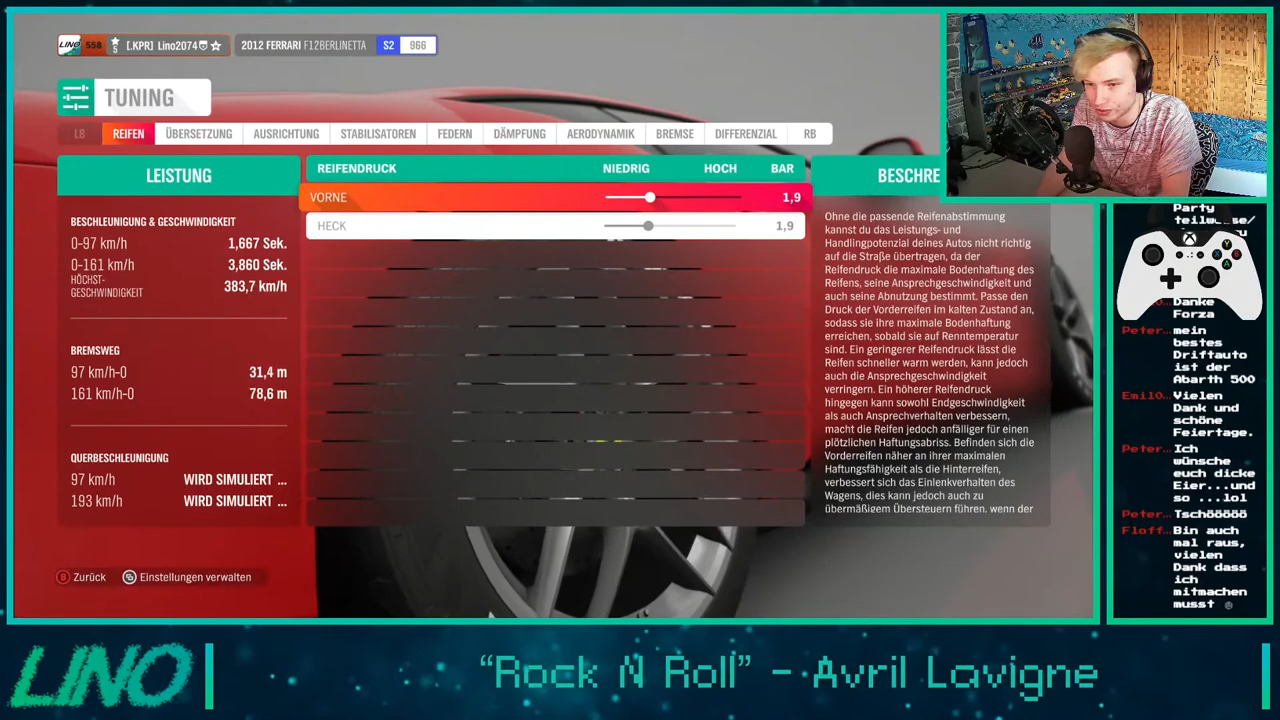 LINO 558 5 [.KPR] Lino2074 2012 FERRARI F12BERLINETTA S2 966
TUNING
LB REIFEN ÜBERSETZUNG AUSRICHTUNG STABILISATOREN FEDERN DÄMPFUNG AERODYNAMIK BREMSE DIFFERENZIAL RB
LEISTUNG
BESCHLEUNIGUNG & GESCHWINDIGKEIT
0-97 km/h 1,667 Sek.
0-161 km/h 3,860 Sek.
HÖCHST-
GESCHWINDIGKEIT 383,7 km/h
BREMSWEG
97 km/h-0 31,4 m
161 km/h-0 78,6 m
QUERBESCHLEUNIGUNG
97 km/h WIRD SIMULIERT ...
193 km/h WIRD SIMULIERT ...
REIFENDRUCK NIEDRIG HOCH BAR
VORNE 1,9
HECK 1,9
BESCHRE
Ohne die passende Reifenabstimmung
kannst du das Leistungs- und
Handlingpotenzial deines Autos nicht richtig
auf die Straße übertragen, da der
Reifendruck die maximale Bodenhaftung des
Reifens, seine Ansprechgeschwindigkeit und
auch seine Abnutzung bestimmt. Passe den
Druck der Vorderreifen im kalten Zustand an,
sodass sie ihre maximale Bodenhaftung
erreichen, sobald sie auf Renntemperatur
sind. Ein geringerer Reifendruck lässt die
Reifen schneller warm werden, kann jedoch
auch die Ansprechgeschwindigkeit
verringern. Ein höherer Reifendruck
hingegen kann sowohl Endgeschwindigkeit
als auch Ansprechverhalten verbessern,
macht die Reifen jedoch anfälliger für einen
plötzlichen Haftungsabriss. Befinden sich die
Vorderreifen näher an ihrer maximalen
Haftungsfähigkeit als die Hinterreifen,
verbessert sich das Einlenkverhalten des
Wagens, dies kann jedoch auch zu
übermäßigem Übersteuern führen, wenn der
B Zurück Einstellungen verwalten
Party
Danke
Forza
Peter... mein
bestes
Driftauto
ist der
Abarth 500
EmilO... Vielen
Dank und
schöne
Feiertage.
Peter... Ich
wünsche
euch dicke
Eier...und
so ...lol
Peter... Tschööööö
Floff... Bin auch
mal raus,
vielen
Dank dass
ich
mitmachen
musst
LINO
"Rock N Roll" - Avril Lavigne